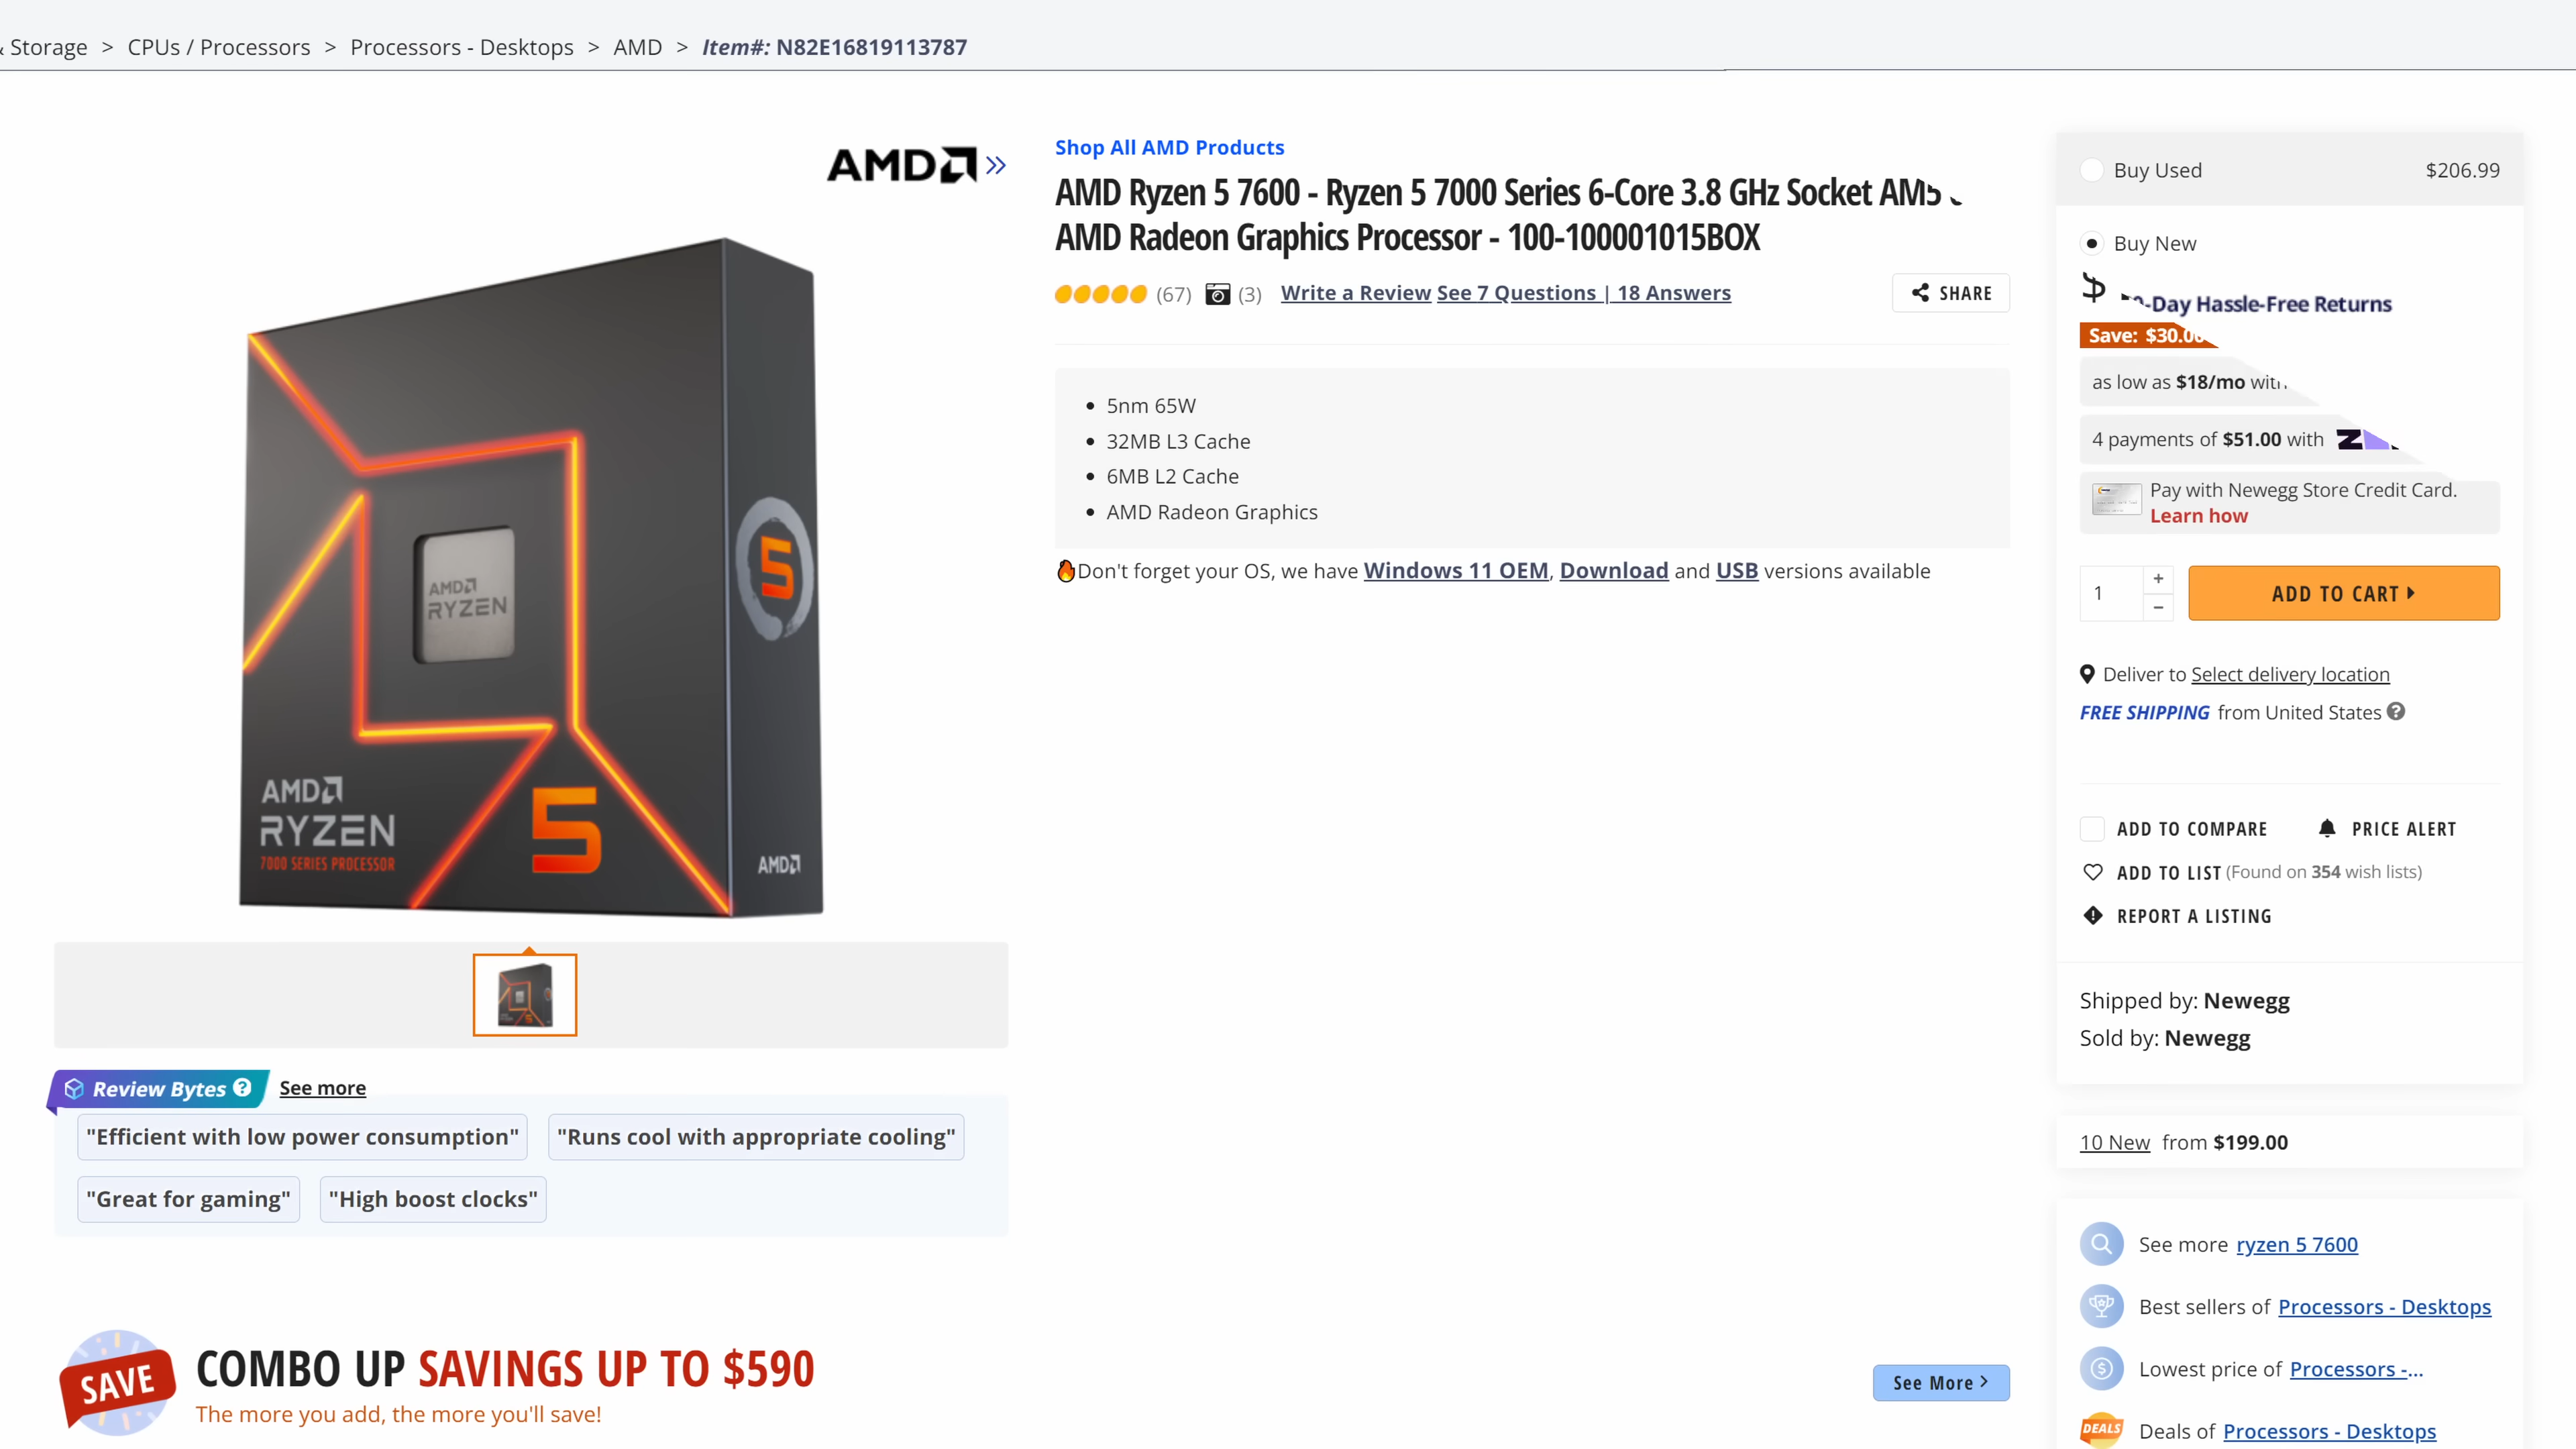 Storage > CPUs / Processors > Processors - Desktops > AMD > Item#: N82E16819113787
AMD
Shop All AMD Products
AMD Ryzen 5 7600 - Ryzen 5 7000 Series 6-Core 3.8 GHz Socket AM5
AMD Radeon Graphics Processor - 100-100001015BOX
(67) (3) Write a Review See 7 Questions | 18 Answers
SHARE
5nm 65W
32MB L3 Cache
6MB L2 Cache
AMD Radeon Graphics
🔥Don't forget your OS, we have Windows 11 OEM, Download and USB versions available
AMD
RYZEN
5
AMD
RYZEN
7000 SERIES PROCESSOR
5
AMD
Review Bytes ? See more
"Efficient with low power consumption" "Runs cool with appropriate cooling"
"Great for gaming" "High boost clocks"
SAVE
COMBO UP SAVINGS UP TO $590
The more you add, the more you'll save!
See More >
Buy Used $206.99
Buy New
$
-Day Hassle-Free Returns
Save: $30.00
as low as $18/mo with
4 payments of $51.00 with
Pay with Newegg Store Credit Card.
Learn how
1 + −
ADD TO CART
Deliver to Select delivery location
FREE SHIPPING from United States ?
ADD TO COMPARE PRICE ALERT
ADD TO LIST (Found on 354 wish lists)
REPORT A LISTING
Shipped by: Newegg
Sold by: Newegg
10 New from $199.00
See more ryzen 5 7600
Best sellers of Processors - Desktops
Lowest price of Processors -...
DEALS Deals of Processors - Desktops